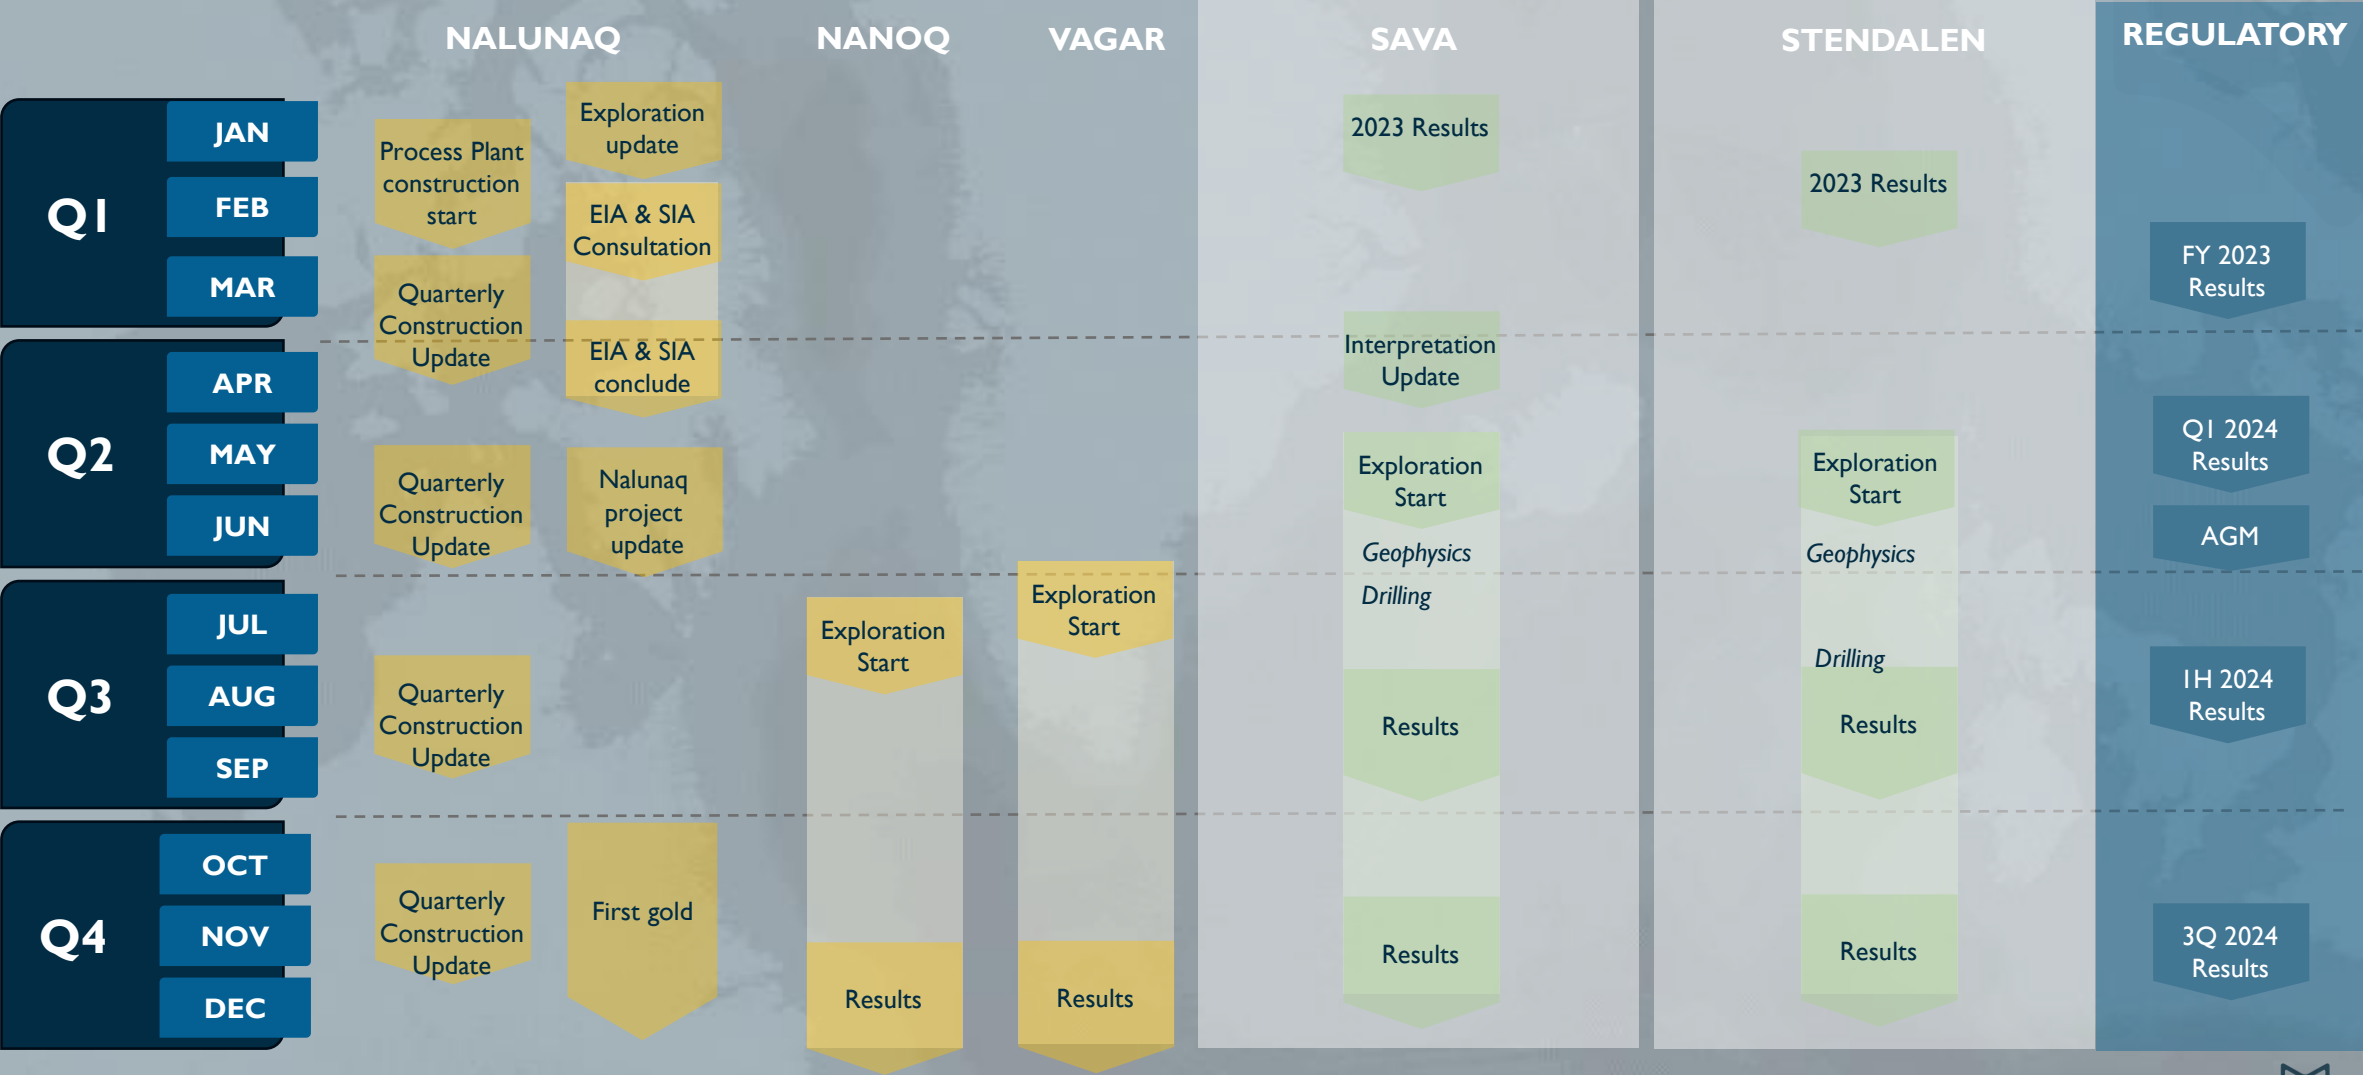 NALUNAQ
NANOQ
VAGAR
SAVA
STENDALEN
REGULATORY
Q1
JAN
FEB
MAR
Q2
APR
MAY
JUN
Q3
JUL
AUG
SEP
Q4
OCT
NOV
DEC
Process Plant
construction
start
Quarterly
Construction
Update
Quarterly
Construction
Update
Quarterly
Construction
Update
Quarterly
Construction
Update
Exploration
update
EIA & SIA
Consultation
EIA & SIA
conclude
Nalunaq
project
update
First gold
Exploration
Start
Results
Exploration
Start
Results
2023 Results
Interpretation
Update
Exploration
Start
Geophysics
Drilling
Results
Results
2023 Results
Exploration
Start
Geophysics
Drilling
Results
Results
FY 2023
Results
Q1 2024
Results
AGM
1H 2024
Results
3Q 2024
Results